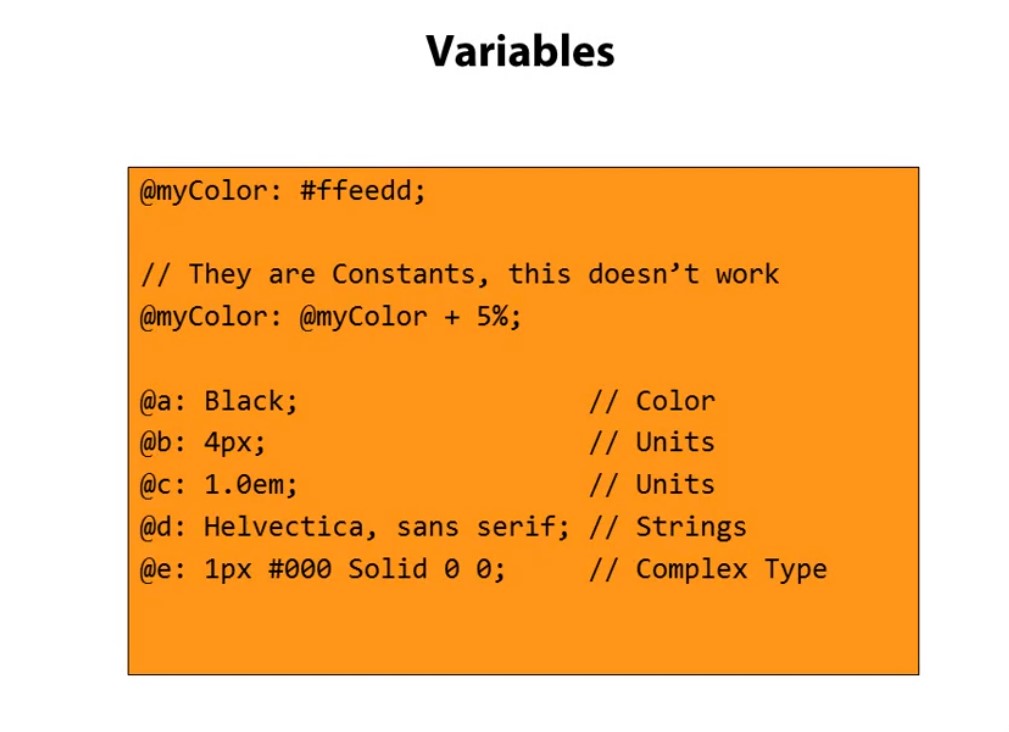 Variables
@myColor: #ffeedd;
// They are Constants, this doesn’t work
@myColor: @myColor + 5%;
@a: Black; // Color
@b: 4px; // Units
@c: 1.0em; // Units
@d: Helvectica, sans serif; // Strings
@e: 1px #000 Solid 0 0; // Complex Type